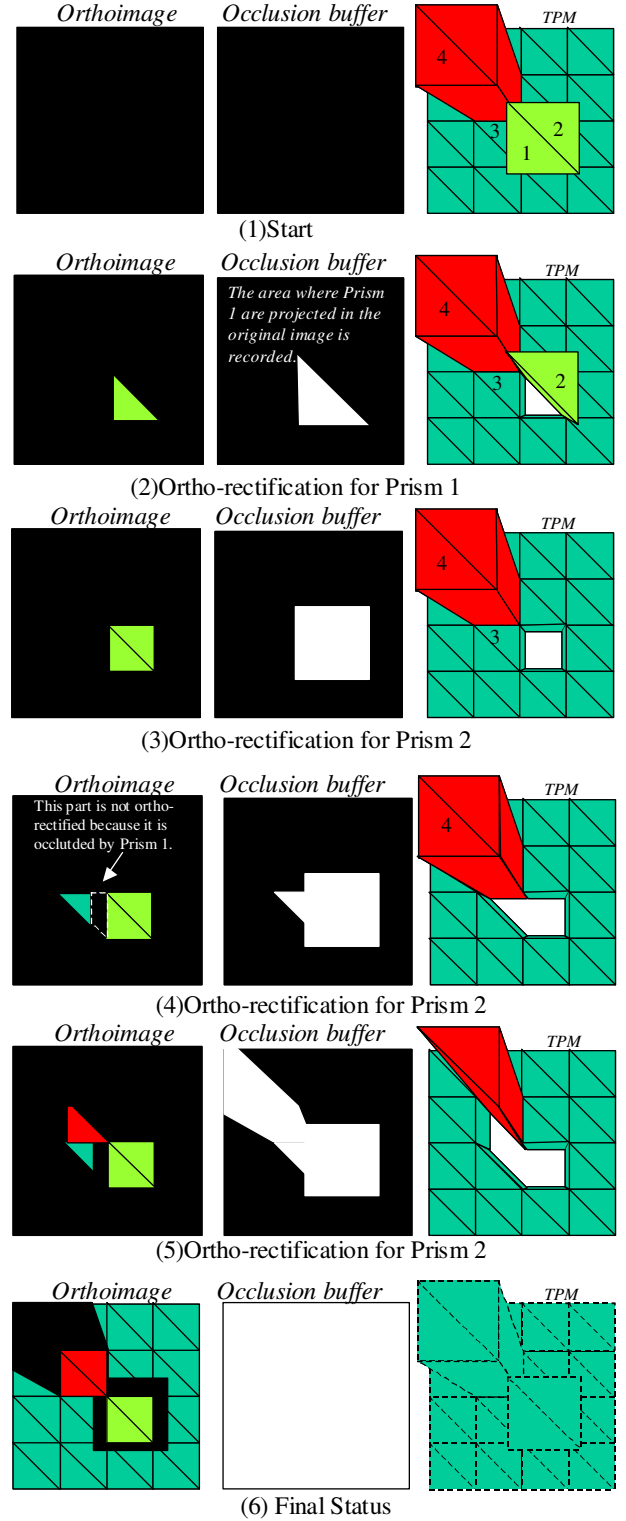 Orthoimage Occlusion buffer TPM
4
3 2
1
(1)Start
Orthoimage Occlusion buffer TPM
The area where Prism
1 are projected in the
original image is
recorded.
4
3 2
(2)Ortho-rectification for Prism 1
Orthoimage Occlusion buffer TPM
4
3
(3)Ortho-rectification for Prism 2
Orthoimage Occlusion buffer TPM
This part is not ortho-
rectified because it is
occlutded by Prism 1.
4
(4)Ortho-rectification for Prism 2
Orthoimage Occlusion buffer TPM
(5)Ortho-rectification for Prism 2
Orthoimage Occlusion buffer TPM
(6) Final Status